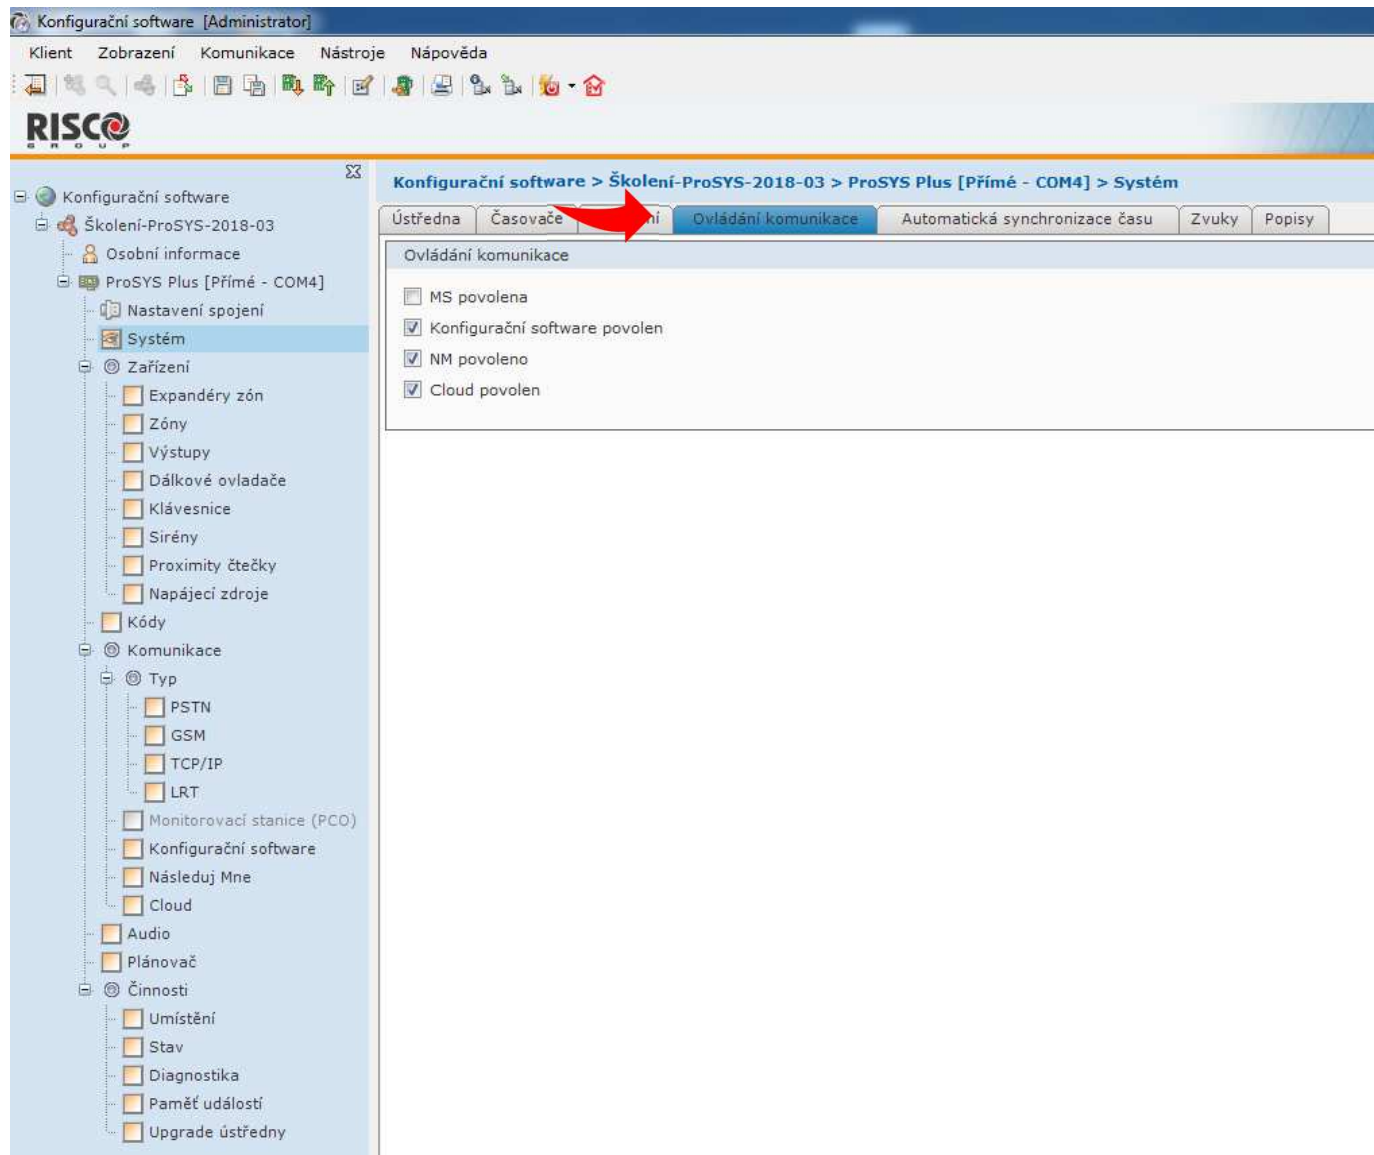 Konfigurační software [Administrator]
Klient Zobrazení Komunikace Nástroje Nápověda
RISCO
GROUP
Konfigurační software > Školení-ProSYS-2018-03 > ProSYS Plus [Přímé - COM4] > Systém
Ústředna Časovače ní Ovládání komunikace Automatická synchronizace času Zvuky Popisy
Ovládání komunikace
MS povolena
Konfigurační software povolen
NM povoleno
Cloud povolen
Konfigurační software
Školení-ProSYS-2018-03
Osobní informace
ProSYS Plus [Přímé - COM4]
Nastavení spojení
Systém
Zařízení
Expandéry zón
Zóny
Výstupy
Dálkové ovladače
Klávesnice
Sirény
Proximity čtečky
Napájecí zdroje
Kódy
Komunikace
Typ
PSTN
GSM
TCP/IP
LRT
Monitorovací stanice (PCO)
Konfigurační software
Následuj Mne
Cloud
Audio
Plánovač
Činnosti
Umístění
Stav
Diagnostika
Paměť událostí
Upgrade ústředny